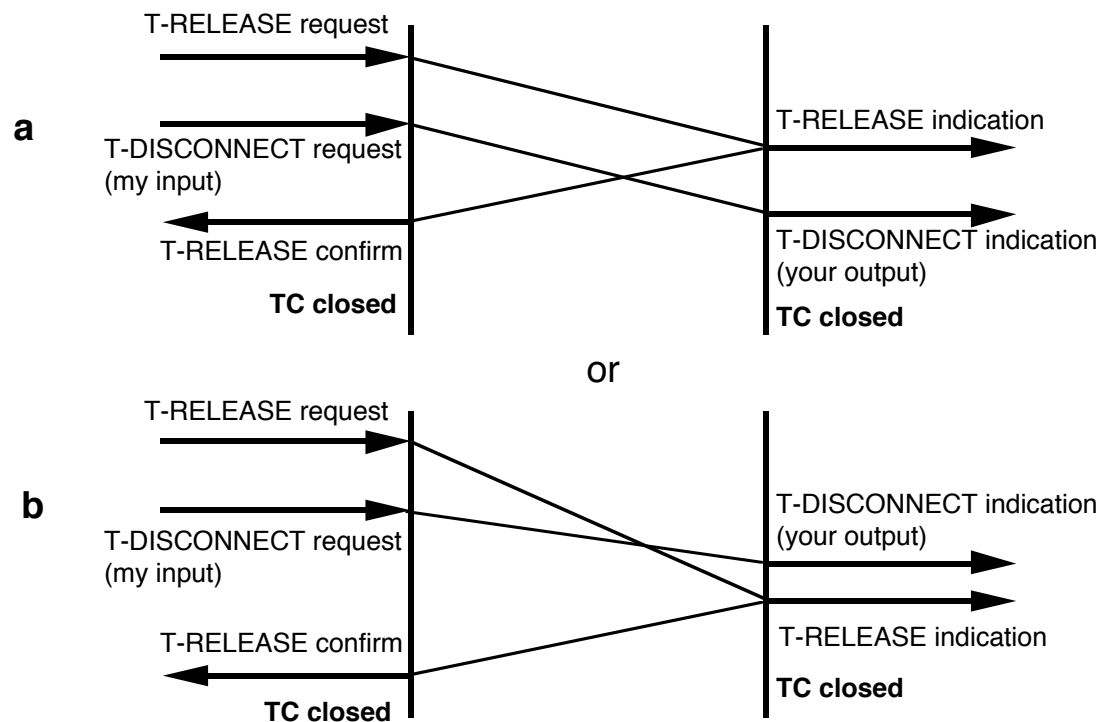 T-RELEASE request
a
T-RELEASE indication
T-DISCONNECT request
(my input)
T-RELEASE confirm
T-DISCONNECT indication
(your output)
TC closed
TC closed
or
T-RELEASE request
b
T-DISCONNECT indication
(your output)
T-DISCONNECT request
(my input)
T-RELEASE confirm
T-RELEASE indication
TC closed
TC closed